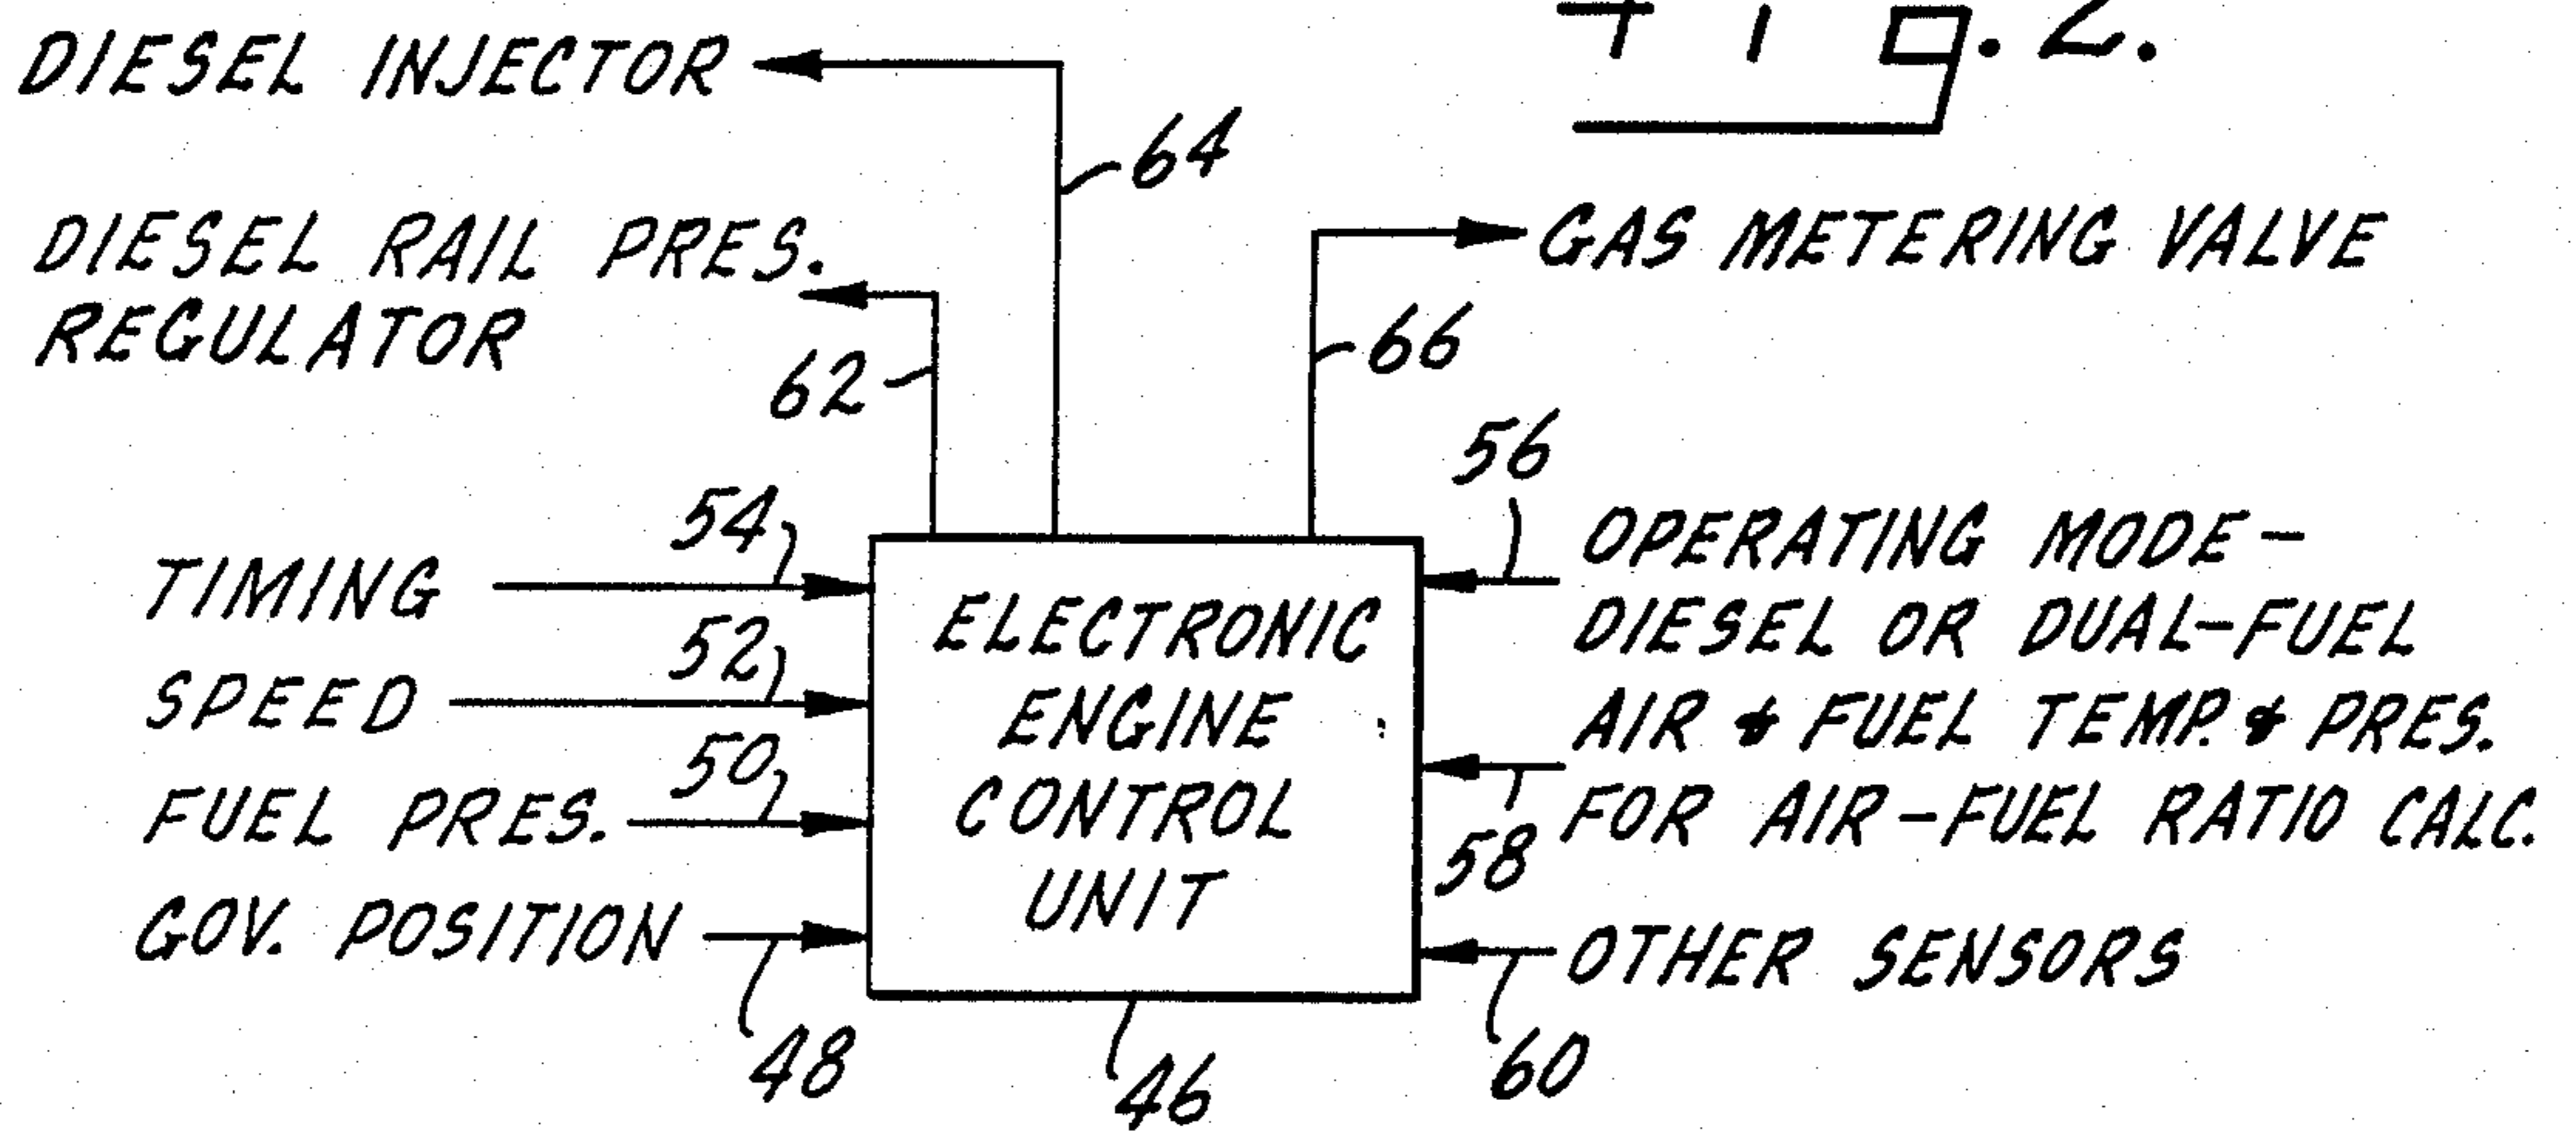 Fig. 2.
DIESEL INJECTOR
64
DIESEL RAIL PRES.
REGULATOR
62
GAS METERING VALVE
66
56
54
TIMING
52
SPEED
50
FUEL PRES.
GOV. POSITION
48
ELECTRONIC
ENGINE
CONTROL
UNIT
46
OPERATING MODE-
DIESEL OR DUAL-FUEL
AIR & FUEL TEMP. & PRES.
FOR AIR-FUEL RATIO CALC.
58
OTHER SENSORS
60